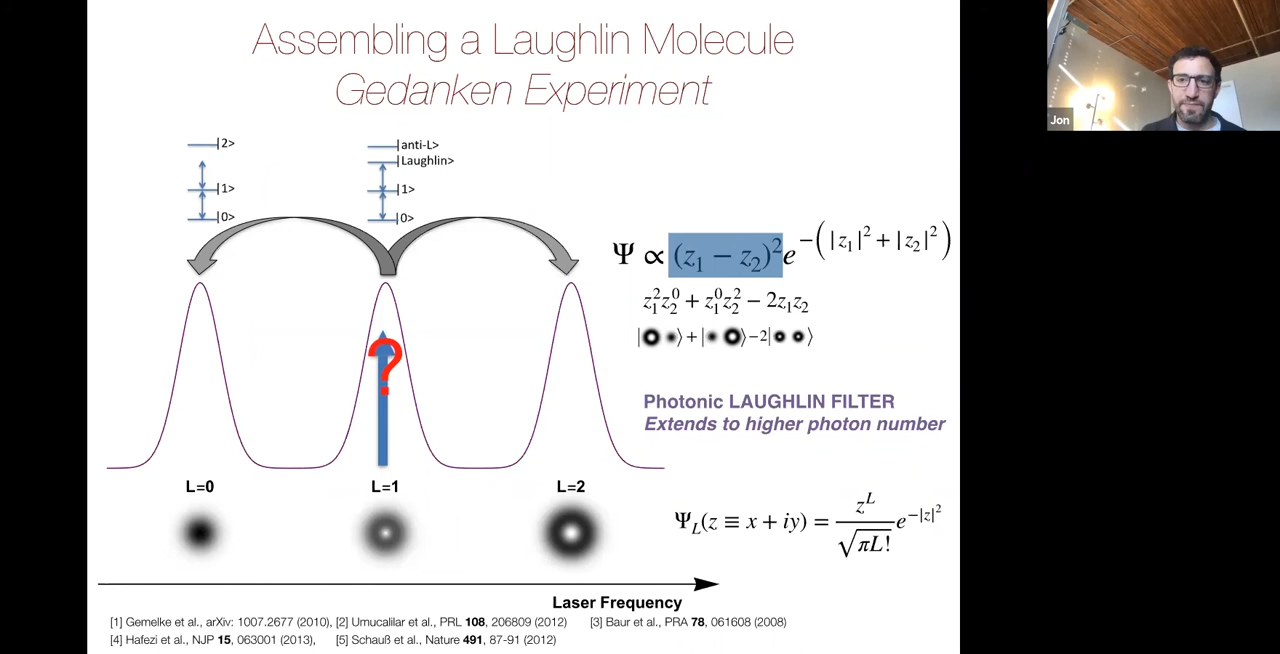 Assembling a Laughlin Molecule
Gedanken Experiment
Jon
|2>
|1>
|0>
|anti-L>
|Laughlin>
|1>
|0>
Ψ ∝ (z₁ − z₂)²e^−(|z₁|² + |z₂|²)
z₁²z₂⁰ + z₁⁰z₂² − 2z₁z₂
| ⟩+| ⟩−2| ⟩
?
Photonic LAUGHLIN FILTER
Extends to higher photon number
L=0
L=1
L=2
Ψ_L(z ≡ x + iy) = z^L/√(πL!) e^−|z|²
Laser Frequency
[1] Gemelke et al., arXiv: 1007.2677 (2010), [2] Umucalilar et al., PRL 108, 206809 (2012) [3] Baur et al., PRA 78, 061608 (2008)
[4] Hafezi et al., NJP 15, 063001 (2013), [5] Schauß et al., Nature 491, 87-91 (2012)